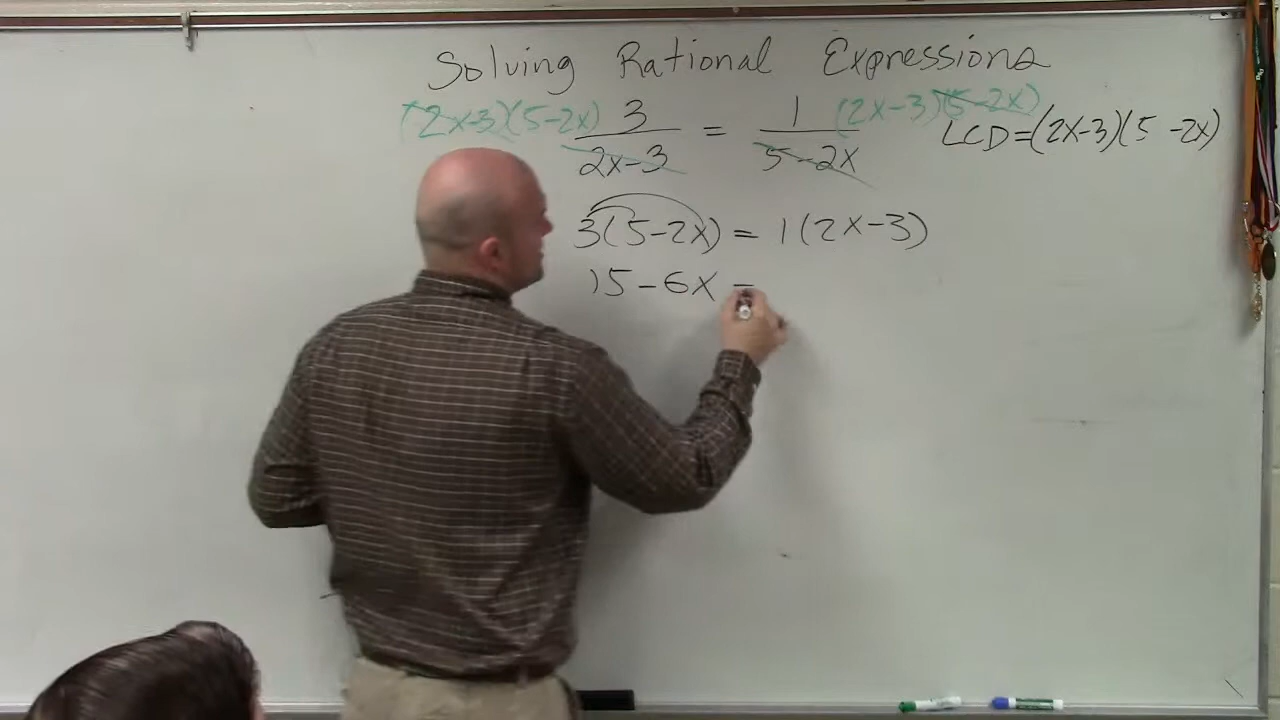 Solving Rational Expressions
(2x-3)(5-2x) 3/(2x-3) = 1/(5-2x) (2x-3)(5-2x) LCD=(2x-3)(5-2x)
3(5-2x) = 1(2x-3)
15-6x =